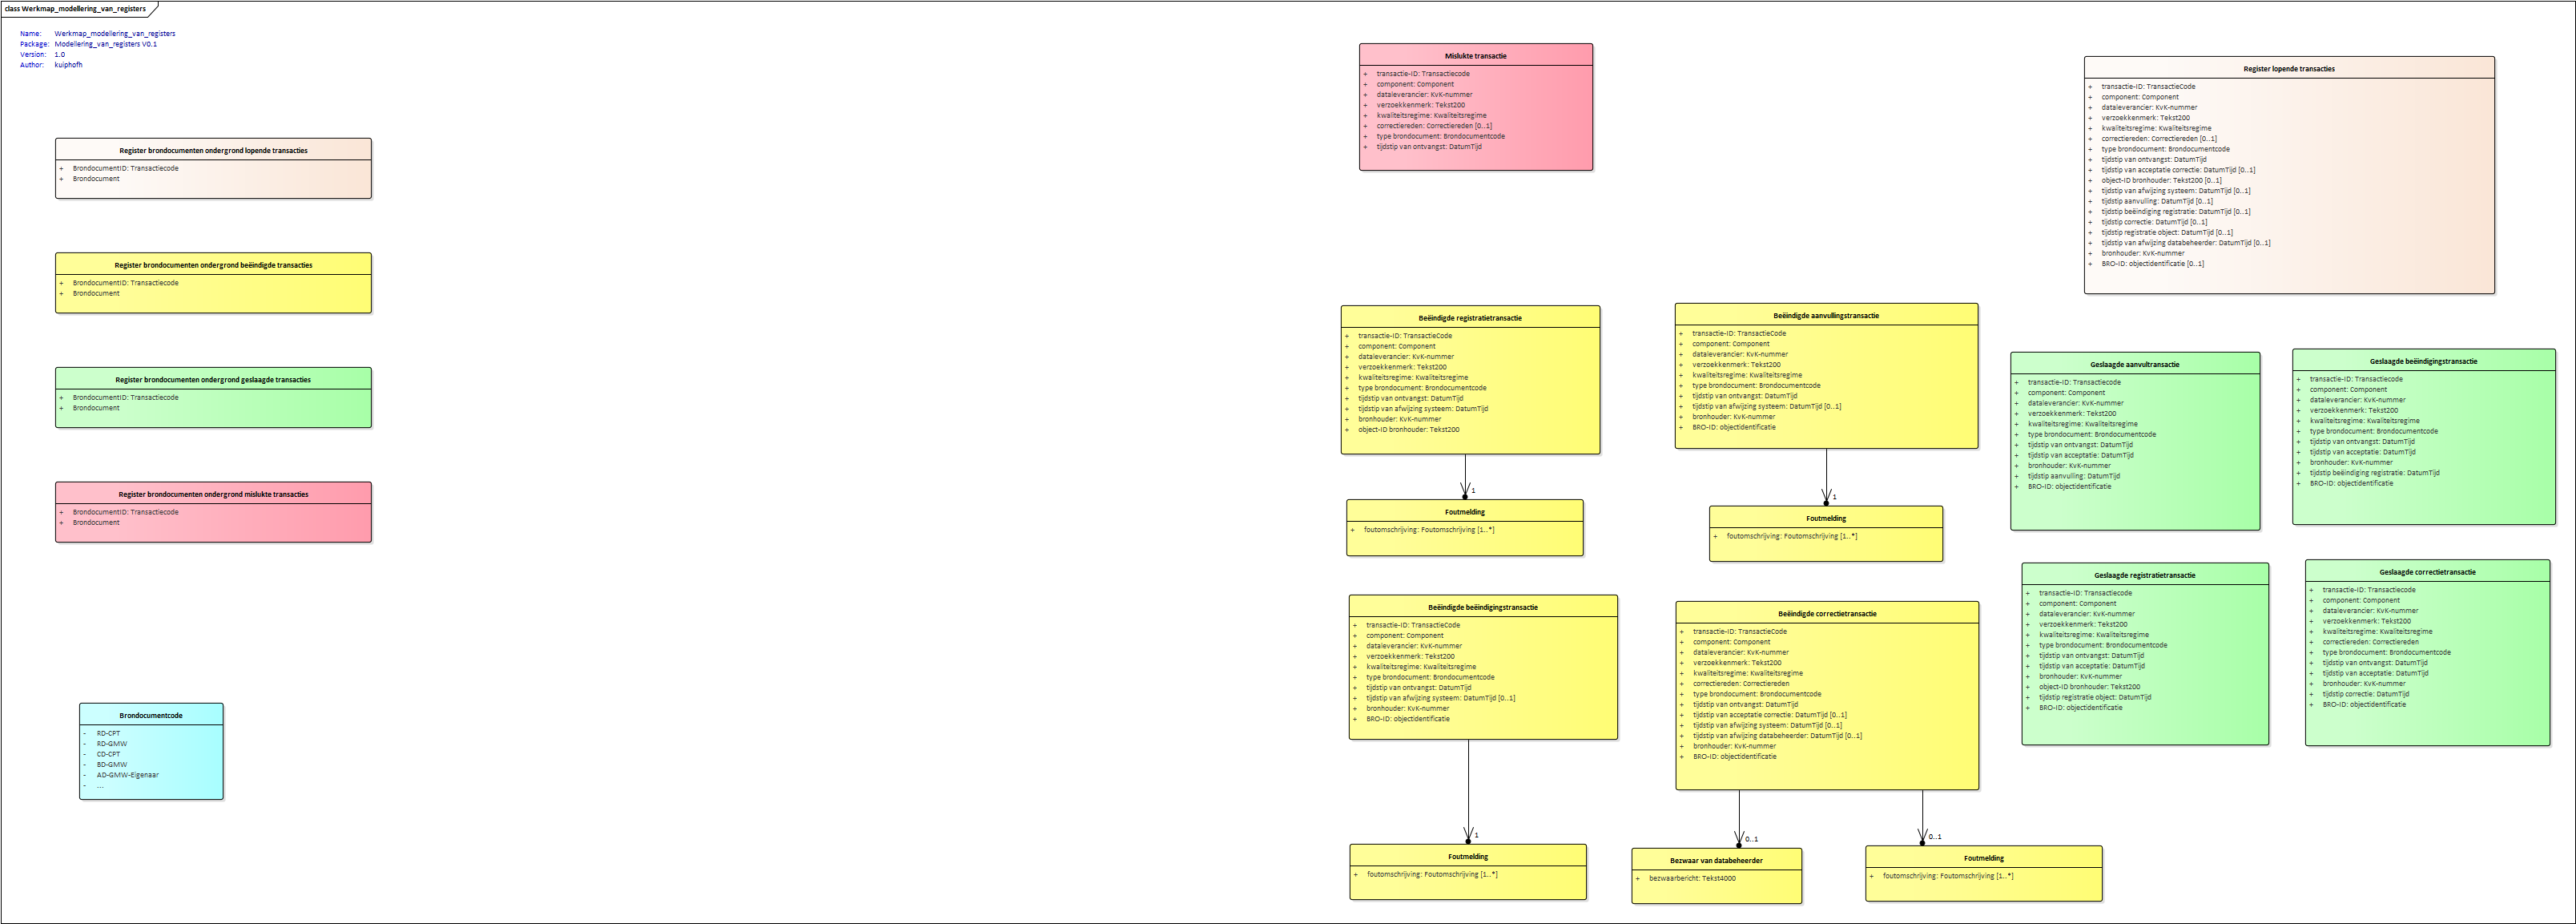 class Werkmap_modellering_van_registers
Name: Werkmap_modellering_van_registers
Package: Modellering_van_registers V0.1
Version: 1.0
Author: kuiphofh
Register brondocumenten ondergrond lopende transacties
+ BrondocumentID: Transactiecode
+ Brondocument
Register brondocumenten ondergrond beëindigde transacties
+ BrondocumentID: Transactiecode
+ Brondocument
Register brondocumenten ondergrond geslaagde transacties
+ BrondocumentID: Transactiecode
+ Brondocument
Register brondocumenten ondergrond mislukte transacties
+ BrondocumentID: Transactiecode
+ Brondocument
Brondocumentcode
- RD-CPT
- RD-GMW
- CD-CPT
- BD-GMW
- AD-GMW-Eigenaar
- ...
Mislukte transactie
+ transactie-ID: Transactiecode
+ component: Component
+ dataleverancier: KvK-nummer
+ verzoekkenmerk: Tekst200
+ kwaliteitsregime: Kwaliteitsregime
+ correctiereden: Correctiereden [0..1]
+ type brondocument: Brondocumentcode
+ tijdstip van ontvangst: DatumTijd
Register lopende transacties
+ transactie-ID: TransactieCode
+ component: Component
+ dataleverancier: KvK-nummer
+ verzoekkenmerk: Tekst200
+ kwaliteitsregime: Kwaliteitsregime
+ correctiereden: Correctiereden [0..1]
+ type brondocument: Brondocumentcode
+ tijdstip van ontvangst: DatumTijd
+ tijdstip van acceptatie correctie: DatumTijd [0..1]
+ object-ID bronhouder: Tekst200 [0..1]
+ tijdstip van afwijzing systeem: DatumTijd [0..1]
+ tijdstip aanvulling: DatumTijd [0..1]
+ tijdstip beëindiging registratie: DatumTijd [0..1]
+ tijdstip correctie: DatumTijd [0..1]
+ tijdstip registratie object: DatumTijd [0..1]
+ tijdstip van afwijzing databeheerder: DatumTijd [0..1]
+ bronhouder: KvK-nummer
+ BRO-ID: objectidentificatie [0..1]
Beëindigde registratietransactie
+ transactie-ID: TransactieCode
+ component: Component
+ dataleverancier: KvK-nummer
+ verzoekkenmerk: Tekst200
+ kwaliteitsregime: Kwaliteitsregime
+ type brondocument: Brondocumentcode
+ tijdstip van ontvangst: DatumTijd
+ tijdstip van afwijzing systeem: DatumTijd
+ bronhouder: KvK-nummer
+ object-ID bronhouder: Tekst200
1
Foutmelding
+ foutomschrijving: Foutomschrijving [1..*]
Beëindigde aanvullingstransactie
+ transactie-ID: TransactieCode
+ component: Component
+ dataleverancier: KvK-nummer
+ verzoekkenmerk: Tekst200
+ kwaliteitsregime: Kwaliteitsregime
+ type brondocument: Brondocumentcode
+ tijdstip van ontvangst: DatumTijd
+ tijdstip van afwijzing systeem: DatumTijd [0..1]
+ bronhouder: KvK-nummer
+ BRO-ID: objectidentificatie
1
Foutmelding
+ foutomschrijving: Foutomschrijving [1..*]
Geslaagde aanvultransactie
+ transactie-ID: Transactiecode
+ component: Component
+ dataleverancier: KvK-nummer
+ verzoekkenmerk: Tekst200
+ kwaliteitsregime: Kwaliteitsregime
+ type brondocument: Brondocumentcode
+ tijdstip van ontvangst: DatumTijd
+ tijdstip van acceptatie: DatumTijd
+ bronhouder: KvK-nummer
+ tijdstip aanvulling: DatumTijd
+ BRO-ID: objectidentificatie
Geslaagde beëindigingstransactie
+ transactie-ID: Transactiecode
+ component: Component
+ dataleverancier: KvK-nummer
+ verzoekkenmerk: Tekst200
+ kwaliteitsregime: Kwaliteitsregime
+ type brondocument: Brondocumentcode
+ tijdstip van ontvangst: DatumTijd
+ tijdstip van acceptatie: DatumTijd
+ bronhouder: KvK-nummer
+ tijdstip beëindiging registratie: DatumTijd
+ BRO-ID: objectidentificatie
Beëindigde beëindigingstransactie
+ transactie-ID: TransactieCode
+ component: Component
+ dataleverancier: KvK-nummer
+ verzoekkenmerk: Tekst200
+ kwaliteitsregime: Kwaliteitsregime
+ type brondocument: Brondocumentcode
+ tijdstip van ontvangst: DatumTijd
+ tijdstip van afwijzing systeem: DatumTijd [0..1]
+ bronhouder: KvK-nummer
+ BRO-ID: objectidentificatie
1
Foutmelding
+ foutomschrijving: Foutomschrijving [1..*]
Beëindigde correctietransactie
+ transactie-ID: TransactieCode
+ component: Component
+ dataleverancier: KvK-nummer
+ verzoekkenmerk: Tekst200
+ kwaliteitsregime: Kwaliteitsregime
+ correctiereden: Correctiereden
+ type brondocument: Brondocumentcode
+ tijdstip van ontvangst: DatumTijd
+ tijdstip van acceptatie correctie: DatumTijd [0..1]
+ tijdstip van afwijzing systeem: DatumTijd [0..1]
+ tijdstip van afwijzing databeheerder: DatumTijd [0..1]
+ bronhouder: KvK-nummer
+ BRO-ID: objectidentificatie
0..1
0..1
Bezwaar van databeheerder
+ bezwaarbericht: Tekst4000
Foutmelding
+ foutomschrijving: Foutomschrijving [1..*]
Geslaagde registratietransactie
+ transactie-ID: Transactiecode
+ component: Component
+ dataleverancier: KvK-nummer
+ verzoekkenmerk: Tekst200
+ kwaliteitsregime: Kwaliteitsregime
+ type brondocument: Brondocumentcode
+ tijdstip van ontvangst: DatumTijd
+ tijdstip van acceptatie: DatumTijd
+ bronhouder: KvK-nummer
+ object-ID bronhouder: Tekst200
+ tijdstip registratie object: DatumTijd
+ BRO-ID: objectidentificatie
Geslaagde correctietransactie
+ transactie-ID: Transactiecode
+ component: Component
+ dataleverancier: KvK-nummer
+ verzoekkenmerk: Tekst200
+ kwaliteitsregime: Kwaliteitsregime
+ correctiereden: Correctiereden
+ type brondocument: Brondocumentcode
+ tijdstip van ontvangst: DatumTijd
+ tijdstip van acceptatie: DatumTijd
+ bronhouder: KvK-nummer
+ tijdstip correctie: DatumTijd
+ BRO-ID: objectidentificatie